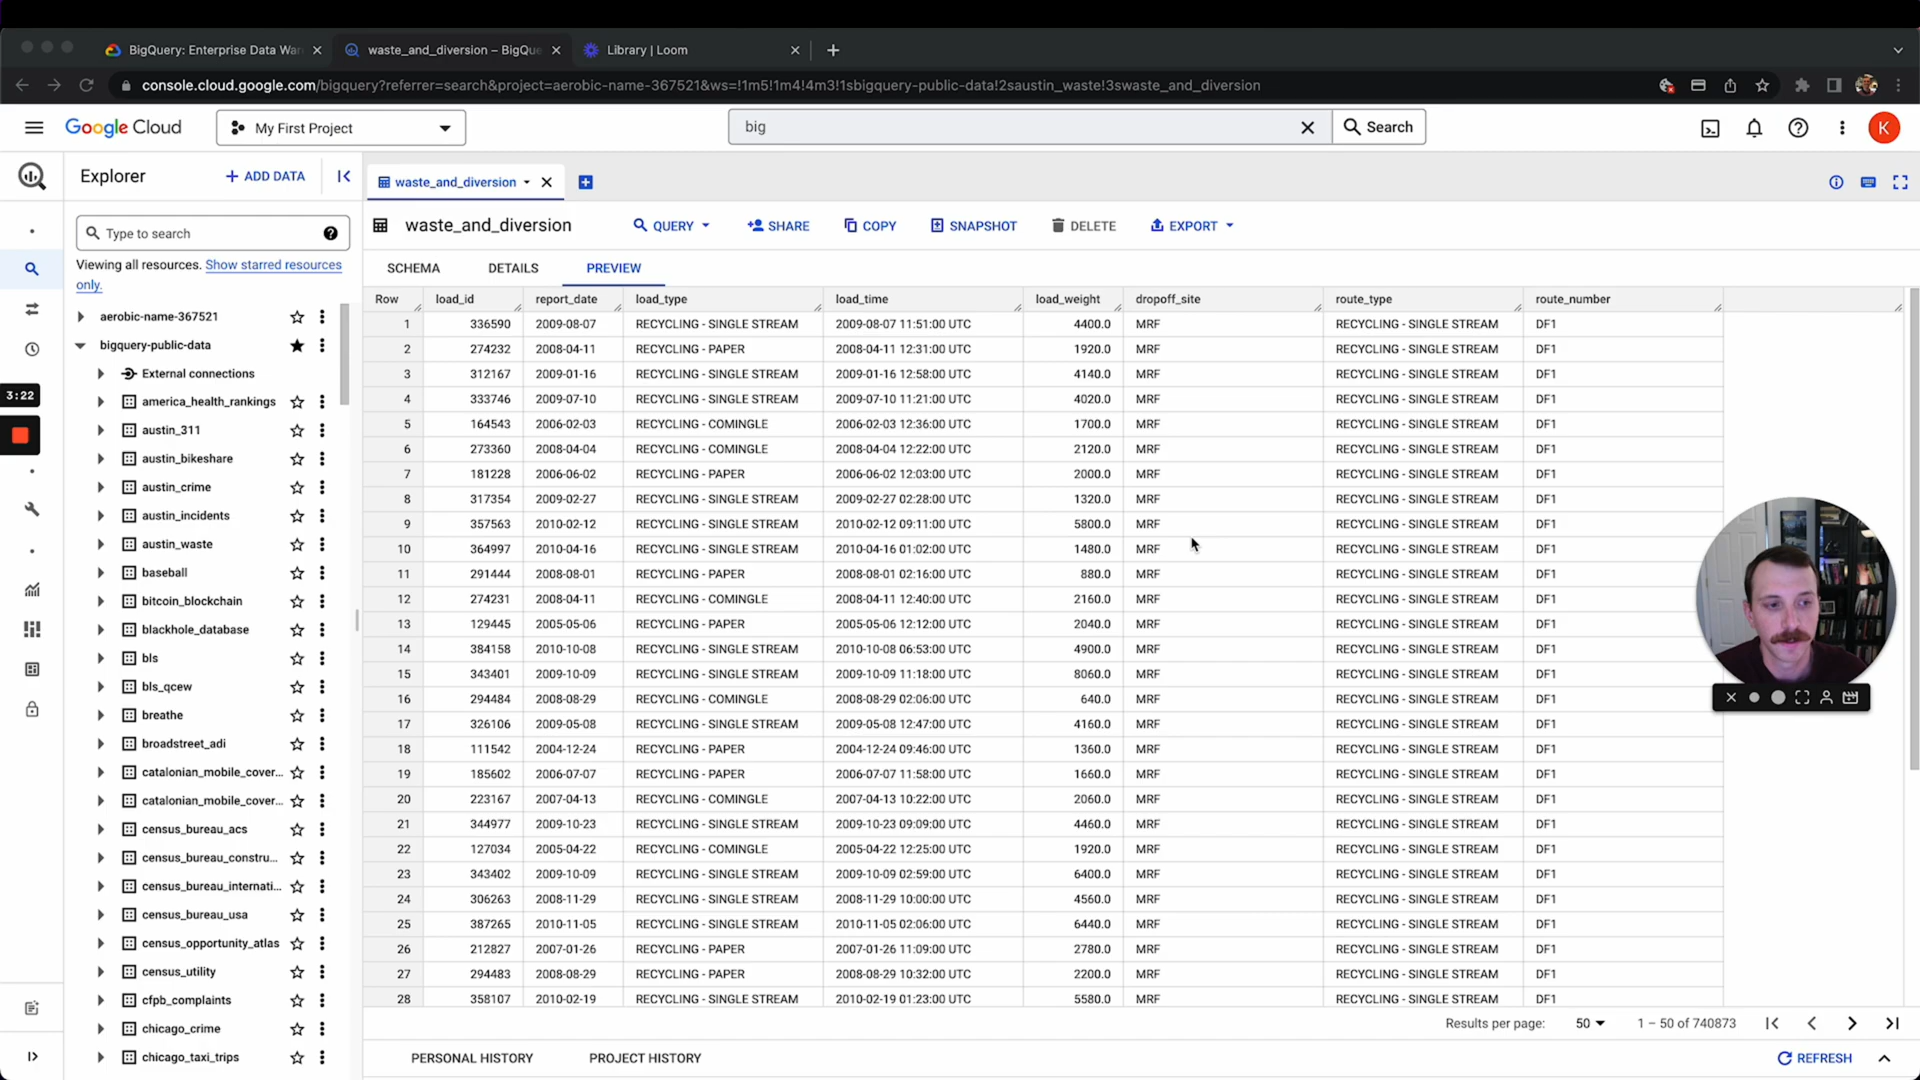 BigQuery: Enterprise Data War
waste_and_diversion – BigQue
Library | Loom
console.cloud.google.com/bigquery?referrer=search&project=aerobic-name-367521&ws=!1m5!1m4!4m3!1sbigquery-public-data!2saustin_waste!3swaste_and_diversion
Google Cloud
My First Project
big
Search
K
Explorer
+ ADD DATA
waste_and_diversion
Type to search
waste_and_diversion
QUERY
SHARE
COPY
SNAPSHOT
DELETE
EXPORT
Viewing all resources. Show starred resources
only.
SCHEMA
DETAILS
PREVIEW
3:22
aerobic-name-367521
bigquery-public-data
External connections
america_health_rankings
austin_311
austin_bikeshare
austin_crime
austin_incidents
austin_waste
baseball
bitcoin_blockchain
blackhole_database
bls
bls_qcew
breathe
broadstreet_adi
catalonian_mobile_cover...
catalonian_mobile_cover...
census_bureau_acs
census_bureau_constru...
census_bureau_internati...
census_bureau_usa
census_opportunity_atlas
census_utility
cfpb_complaints
chicago_crime
chicago_taxi_trips
Row load_id report_date load_type load_time load_weight dropoff_site route_type route_number
1 336590 2009-08-07 RECYCLING - SINGLE STREAM 2009-08-07 11:51:00 UTC 4400.0 MRF RECYCLING - SINGLE STREAM DF1
2 274232 2008-04-11 RECYCLING - PAPER 2008-04-11 12:31:00 UTC 1920.0 MRF RECYCLING - SINGLE STREAM DF1
3 312167 2009-01-16 RECYCLING - SINGLE STREAM 2009-01-16 12:58:00 UTC 4140.0 MRF RECYCLING - SINGLE STREAM DF1
4 333746 2009-07-10 RECYCLING - SINGLE STREAM 2009-07-10 11:21:00 UTC 4020.0 MRF RECYCLING - SINGLE STREAM DF1
5 164543 2006-02-03 RECYCLING - COMINGLE 2006-02-03 12:36:00 UTC 1700.0 MRF RECYCLING - SINGLE STREAM DF1
6 273360 2008-04-04 RECYCLING - COMINGLE 2008-04-04 12:22:00 UTC 2120.0 MRF RECYCLING - SINGLE STREAM DF1
7 181228 2006-06-02 RECYCLING - PAPER 2006-06-02 12:03:00 UTC 2000.0 MRF RECYCLING - SINGLE STREAM DF1
8 317354 2009-02-27 RECYCLING - SINGLE STREAM 2009-02-27 02:28:00 UTC 1320.0 MRF RECYCLING - SINGLE STREAM DF1
9 357563 2010-02-12 RECYCLING - SINGLE STREAM 2010-02-12 09:11:00 UTC 5800.0 MRF RECYCLING - SINGLE STREAM DF1
10 364997 2010-04-16 RECYCLING - SINGLE STREAM 2010-04-16 01:02:00 UTC 1480.0 MRF RECYCLING - SINGLE STREAM DF1
11 291444 2008-08-01 RECYCLING - PAPER 2008-08-01 02:16:00 UTC 880.0 MRF RECYCLING - SINGLE STREAM DF1
12 274231 2008-04-11 RECYCLING - COMINGLE 2008-04-11 12:40:00 UTC 2160.0 MRF RECYCLING - SINGLE STREAM DF1
13 129445 2005-05-06 RECYCLING - PAPER 2005-05-06 12:12:00 UTC 2040.0 MRF RECYCLING - SINGLE STREAM DF1
14 384158 2010-10-08 RECYCLING - SINGLE STREAM 2010-10-08 06:53:00 UTC 4900.0 MRF RECYCLING - SINGLE STREAM DF1
15 343401 2009-10-09 RECYCLING - SINGLE STREAM 2009-10-09 11:18:00 UTC 8060.0 MRF RECYCLING - SINGLE STREAM DF1
16 294484 2008-08-29 RECYCLING - COMINGLE 2008-08-29 02:06:00 UTC 640.0 MRF RECYCLING - SINGLE STREAM DF1
17 326106 2009-05-08 RECYCLING - SINGLE STREAM 2009-05-08 12:47:00 UTC 4160.0 MRF RECYCLING - SINGLE STREAM DF1
18 111542 2004-12-24 RECYCLING - PAPER 2004-12-24 09:46:00 UTC 1360.0 MRF RECYCLING - SINGLE STREAM DF1
19 185602 2006-07-07 RECYCLING - PAPER 2006-07-07 11:58:00 UTC 1660.0 MRF RECYCLING - SINGLE STREAM DF1
20 223167 2007-04-13 RECYCLING - COMINGLE 2007-04-13 10:22:00 UTC 2060.0 MRF RECYCLING - SINGLE STREAM DF1
21 344977 2009-10-23 RECYCLING - SINGLE STREAM 2009-10-23 09:09:00 UTC 4460.0 MRF RECYCLING - SINGLE STREAM DF1
22 127034 2005-04-22 RECYCLING - COMINGLE 2005-04-22 12:25:00 UTC 1920.0 MRF RECYCLING - SINGLE STREAM DF1
23 343402 2009-10-09 RECYCLING - SINGLE STREAM 2009-10-09 02:59:00 UTC 6400.0 MRF RECYCLING - SINGLE STREAM DF1
24 306263 2008-11-29 RECYCLING - SINGLE STREAM 2008-11-29 10:00:00 UTC 4560.0 MRF RECYCLING - SINGLE STREAM DF1
25 387265 2010-11-05 RECYCLING - SINGLE STREAM 2010-11-05 02:06:00 UTC 6440.0 MRF RECYCLING - SINGLE STREAM DF1
26 212827 2007-01-26 RECYCLING - PAPER 2007-01-26 11:09:00 UTC 2780.0 MRF RECYCLING - SINGLE STREAM DF1
27 294483 2008-08-29 RECYCLING - PAPER 2008-08-29 10:32:00 UTC 2200.0 MRF RECYCLING - SINGLE STREAM DF1
28 358107 2010-02-19 RECYCLING - SINGLE STREAM 2010-02-19 01:23:00 UTC 5580.0 MRF RECYCLING - SINGLE STREAM DF1
Results per page: 50 1 – 50 of 740873
PERSONAL HISTORY
PROJECT HISTORY
REFRESH